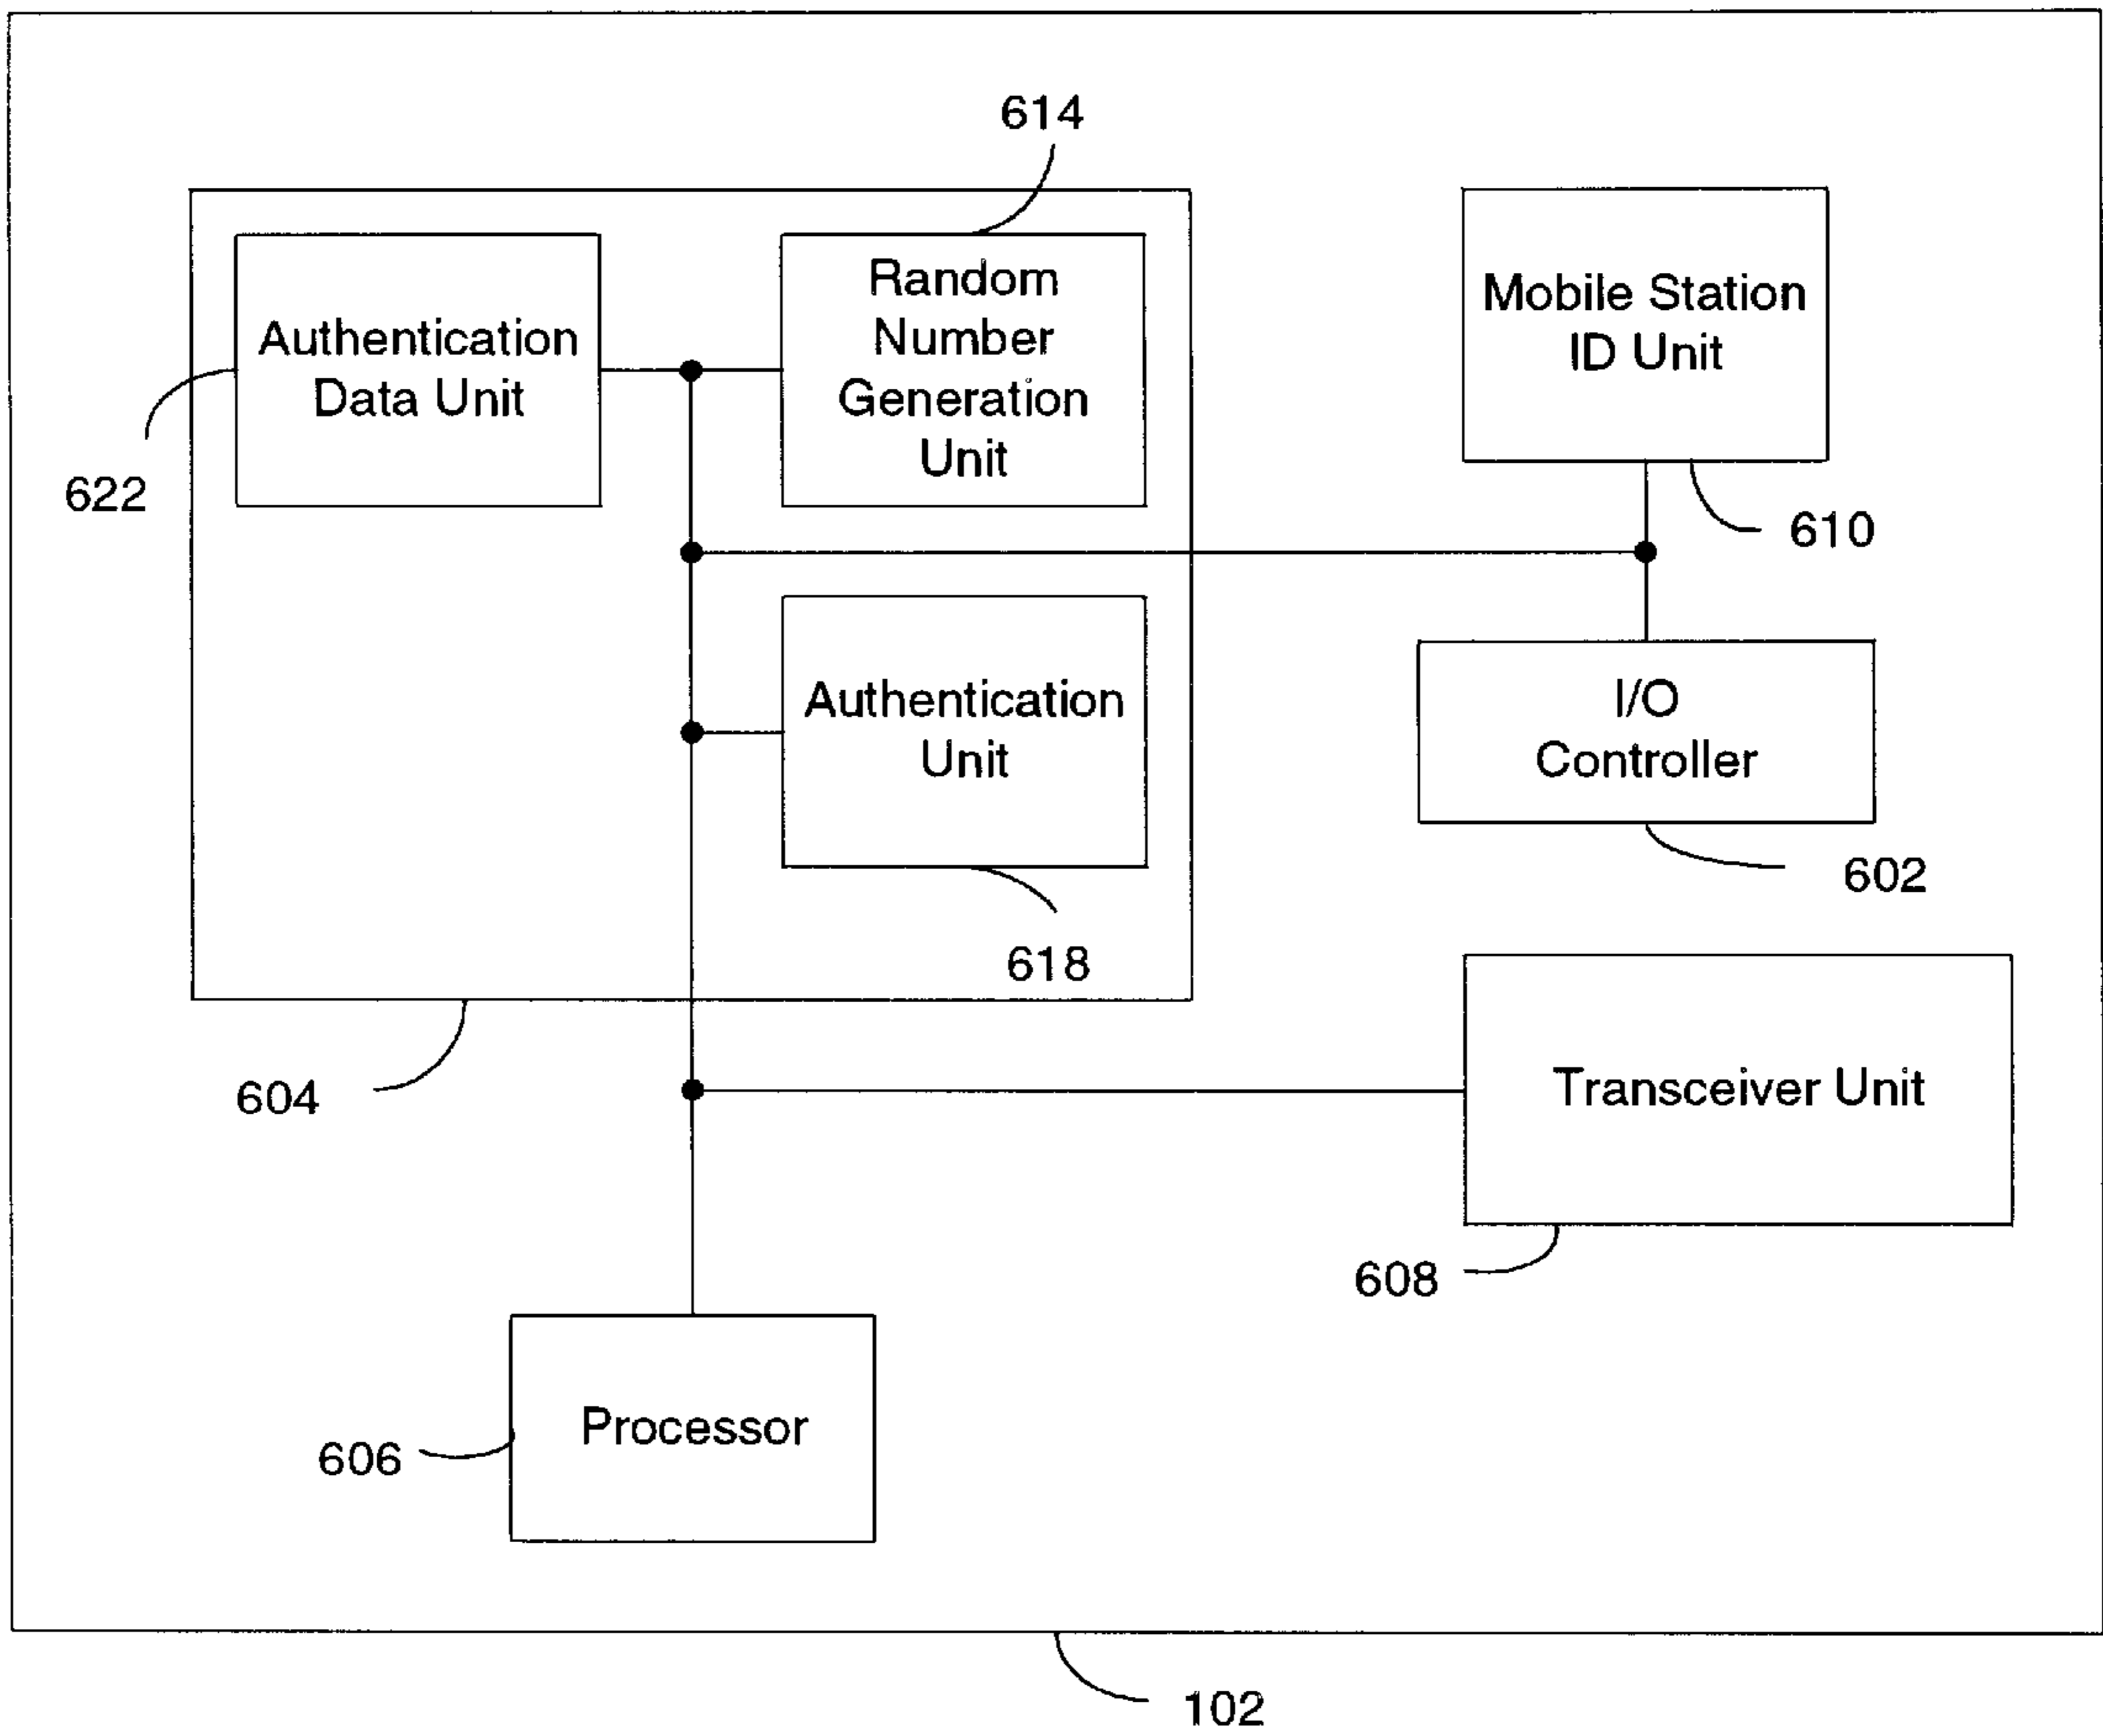 614
Authentication
Data Unit
Random
Number
Generation
Unit
Mobile Station
ID Unit
622
610
Authentication
Unit
I/O
Controller
602
618
604
Transceiver Unit
608
Processor
606
102